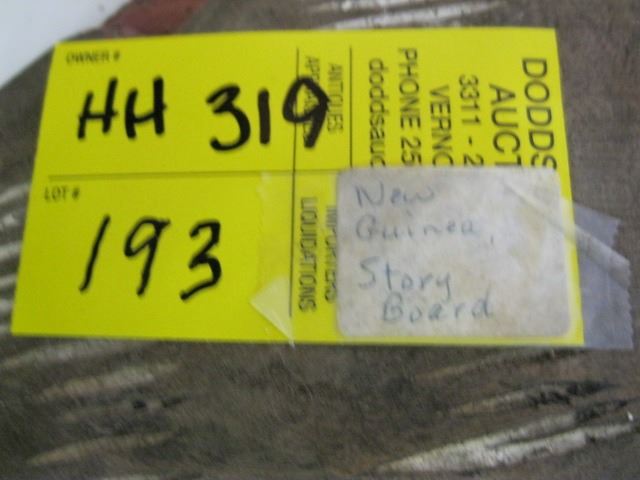 OWNER #
HH 319
LOT #
193
DODDS
AUCT
3311 - 2
VERNO
PHONE 25
doddsauc
ANTIQUES
IMPORTERS
LIQUIDATIONS
New
Guinea,
Story
Board